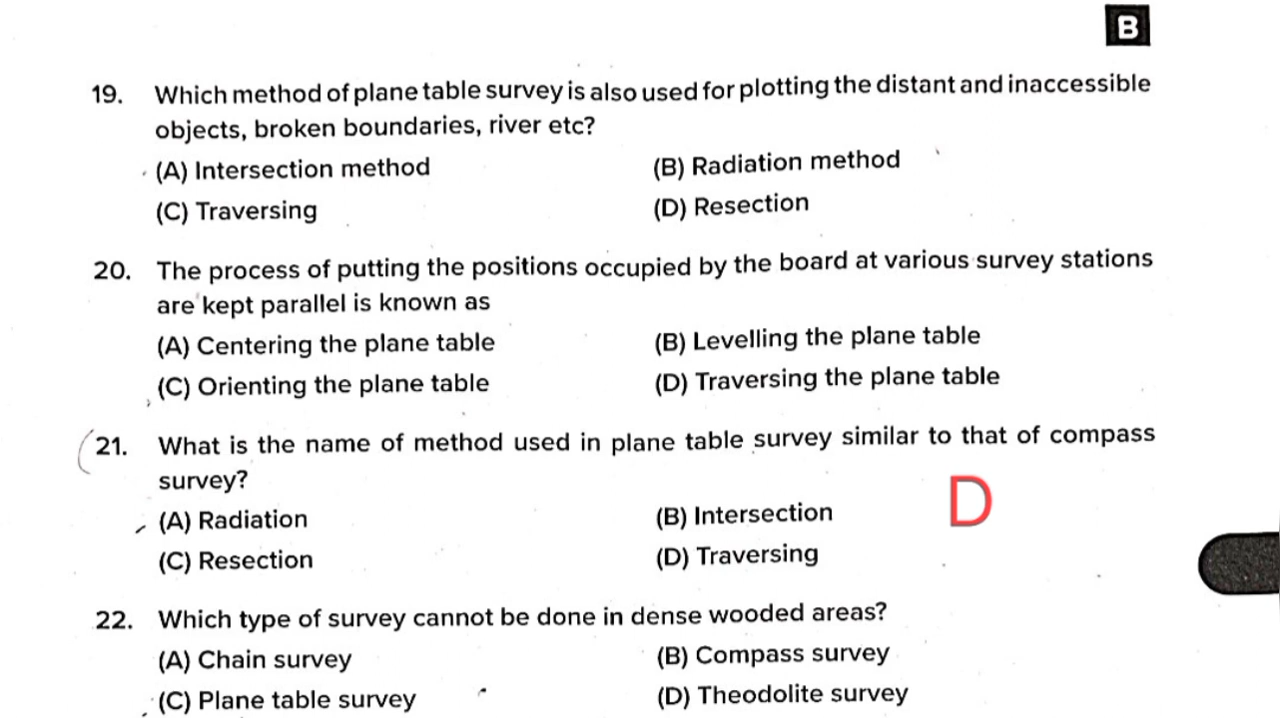 B
19. Which method of plane table survey is also used for plotting the distant and inaccessible
objects, broken boundaries, river etc?
(A) Intersection method (B) Radiation method
(C) Traversing (D) Resection
20. The process of putting the positions occupied by the board at various survey stations
are kept parallel is known as
(A) Centering the plane table (B) Levelling the plane table
(C) Orienting the plane table (D) Traversing the plane table
21. What is the name of method used in plane table survey similar to that of compass
survey?
D
(A) Radiation (B) Intersection
(C) Resection (D) Traversing
22. Which type of survey cannot be done in dense wooded areas?
(A) Chain survey (B) Compass survey
(C) Plane table survey (D) Theodolite survey